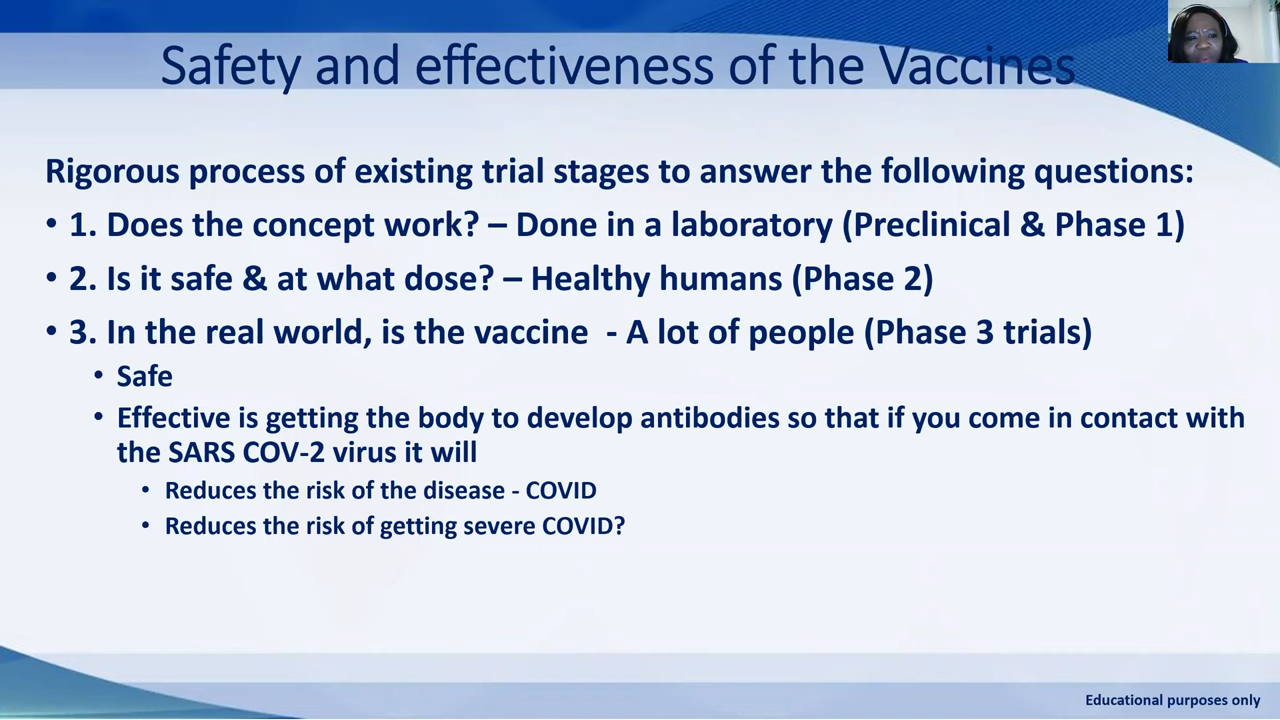 Safety and effectiveness of the Vaccines
Rigorous process of existing trial stages to answer the following questions:
• 1. Does the concept work? – Done in a laboratory (Preclinical & Phase 1)
• 2. Is it safe & at what dose? – Healthy humans (Phase 2)
• 3. In the real world, is the vaccine - A lot of people (Phase 3 trials)
• Safe
• Effective is getting the body to develop antibodies so that if you come in contact with
the SARS COV-2 virus it will
• Reduces the risk of the disease - COVID
• Reduces the risk of getting severe COVID?
Educational purposes only